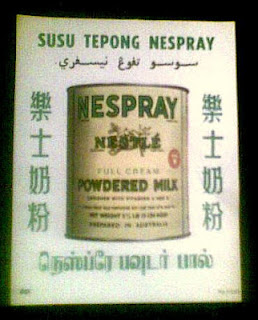 SUSU TEPONG NESPRAY
سوسو تڤوڠ نيسڤري
樂士奶粉
NESPRAY
NESTLÉ
FULL CREAM
POWDERED MILK
PREPARED IN AUSTRALIA
樂士奶粉
நெஸ்பரே பவுடர் பால்